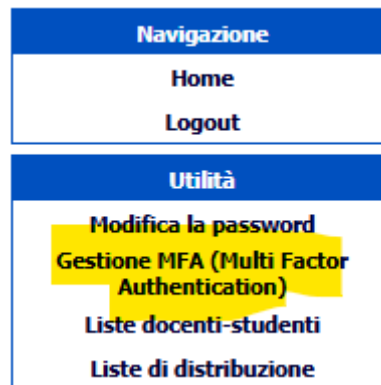 Navigazione
Home
Logout
Utilità
Modifica la password
Gestione MFA (Multi Factor
Authentication)
Liste docenti-studenti
Liste di distribuzione